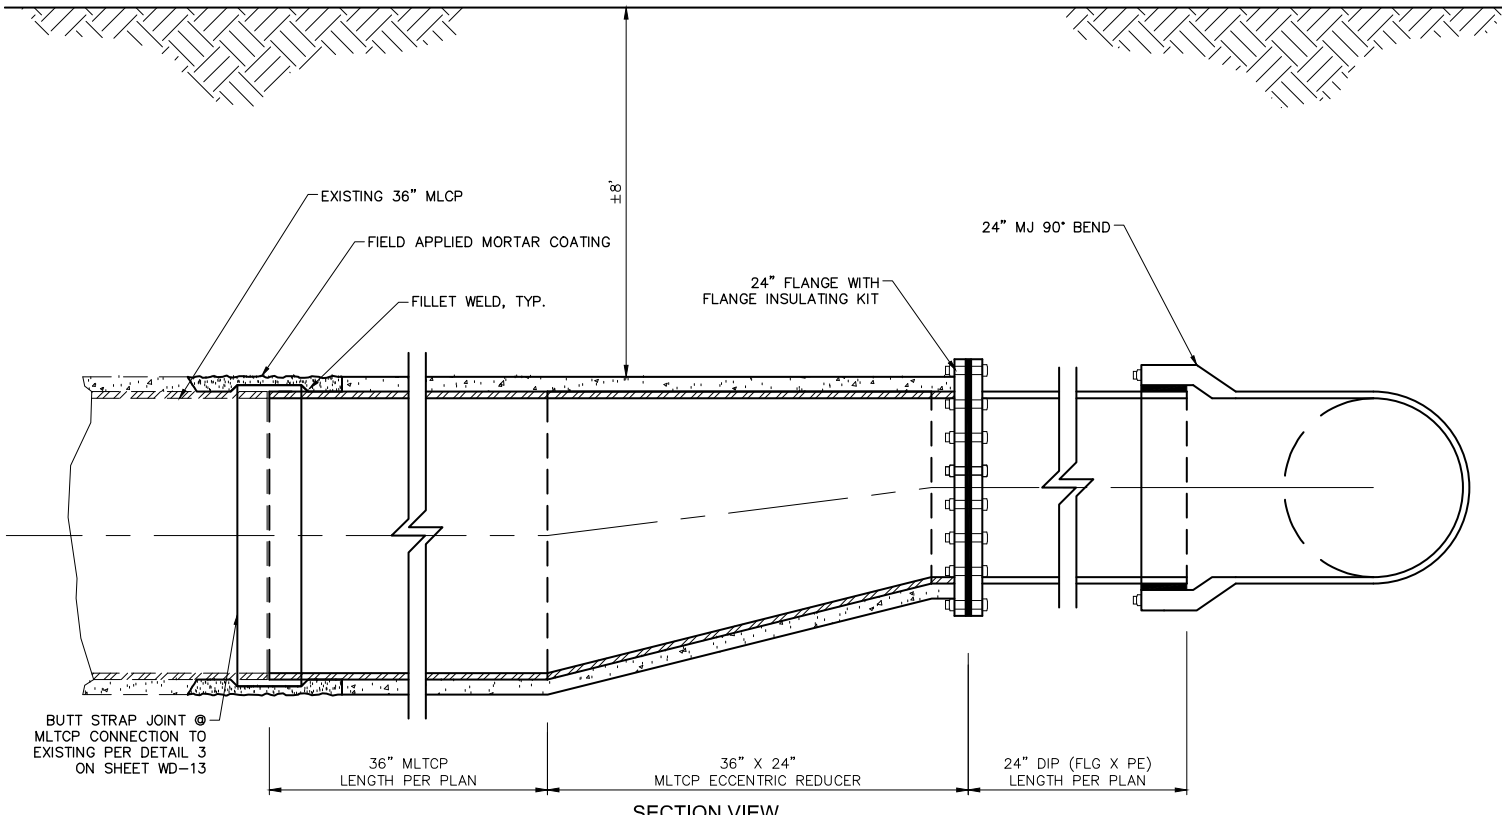 ±8'
EXISTING 36" MLCP
FIELD APPLIED MORTAR COATING
FILLET WELD, TYP.
24" MJ 90° BEND
24" FLANGE WITH
FLANGE INSULATING KIT
BUTT STRAP JOINT @
MLTCP CONNECTION TO
EXISTING PER DETAIL 3
ON SHEET WD-13
36" MLTCP
LENGTH PER PLAN
36" X 24"
MLTCP ECCENTRIC REDUCER
24" DIP (FLG X PE)
LENGTH PER PLAN
SECTION VIEW